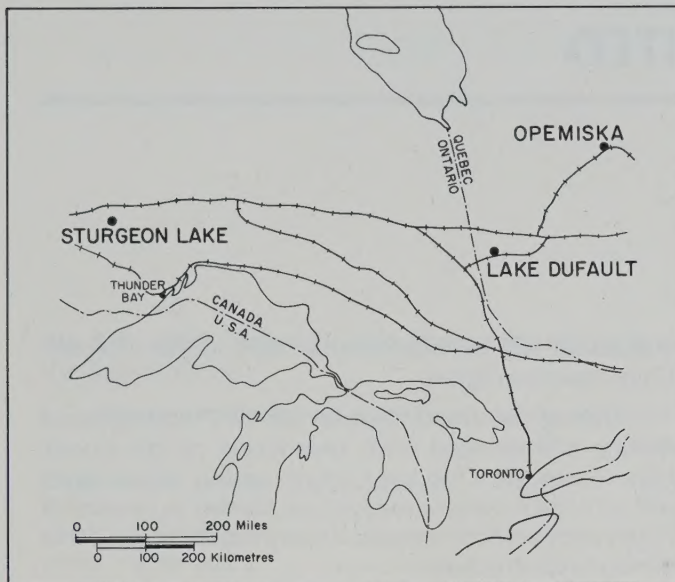 TED
OPEMISKA
QUEBEC
ONTARIO
STURGEON LAKE
LAKE DUFAULT
THUNDER
BAY
CANADA
U.S.A.
TORONTO
0 100 200 Miles
0 100 200 Kilometres